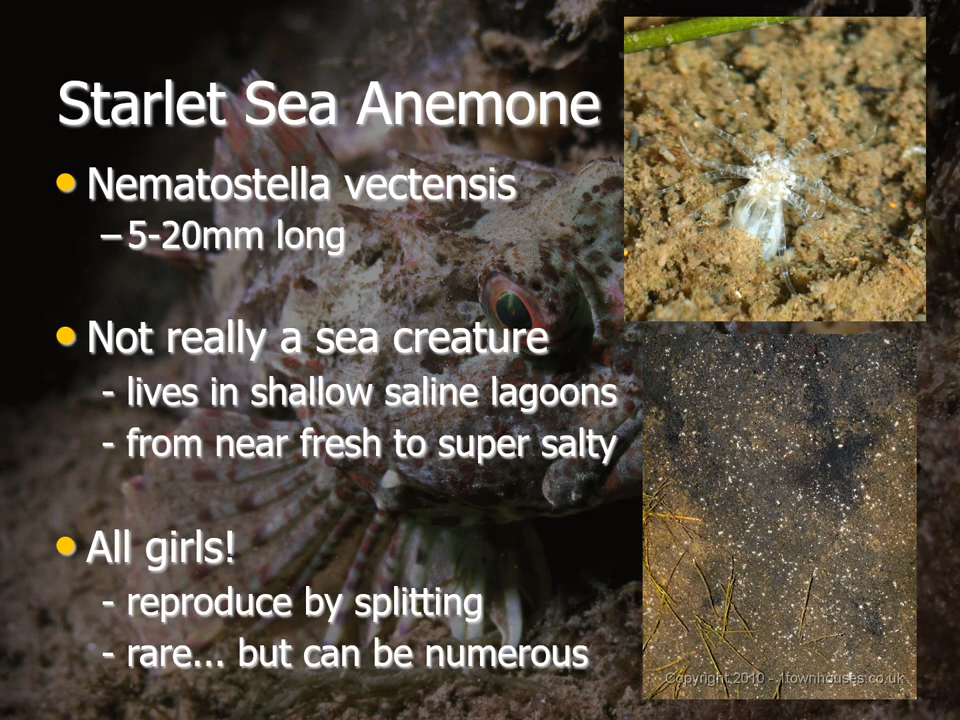 Starlet Sea Anemone
• Nematostella vectensis
– 5-20mm long
• Not really a sea creature
- lives in shallow saline lagoons
- from near fresh to super salty
• All girls!
- reproduce by splitting
- rare... but can be numerous
Copyright 2010 - 1townhouses.co.uk